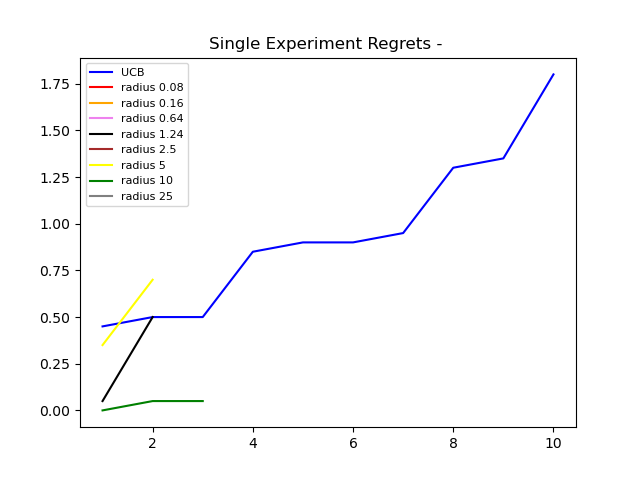 Single Experiment Regrets -
UCB
radius 0.08
radius 0.16
radius 0.64
radius 1.24
radius 2.5
radius 5
radius 10
radius 25
1.75
1.50
1.25
1.00
0.75
0.50
0.25
0.00
2 4 6 8 10